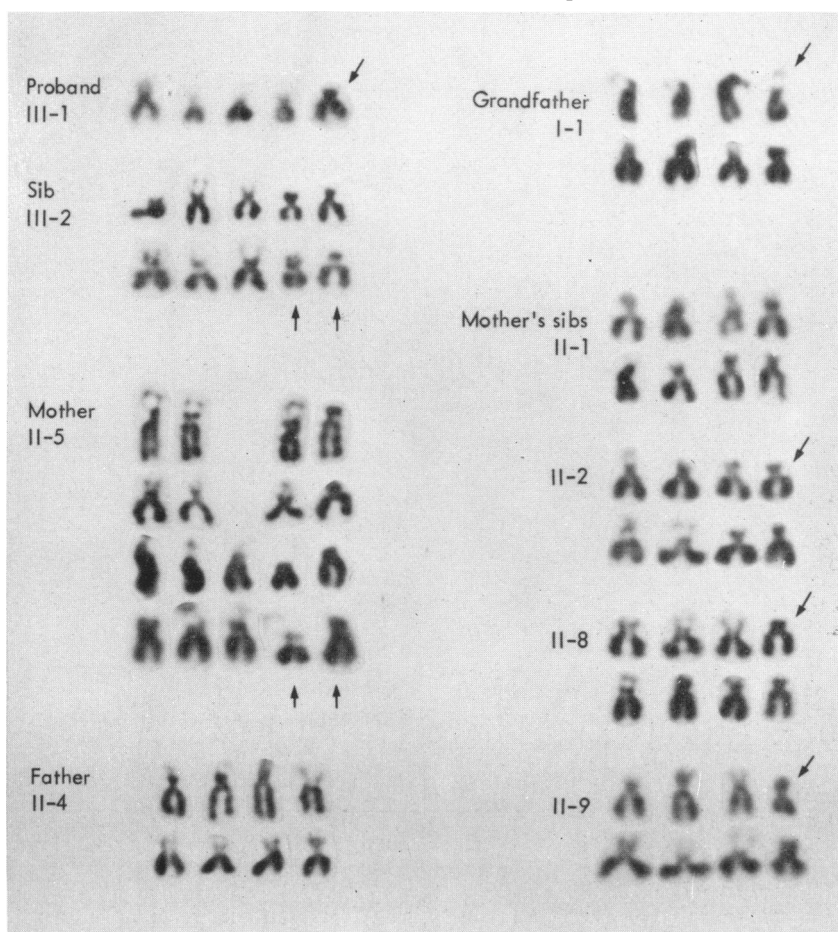 Proband
III-1
Sib
III-2
Mother
II-5
Father
II-4
Grandfather
I-1
Mother's sibs
II-1
II-2
II-8
II-9